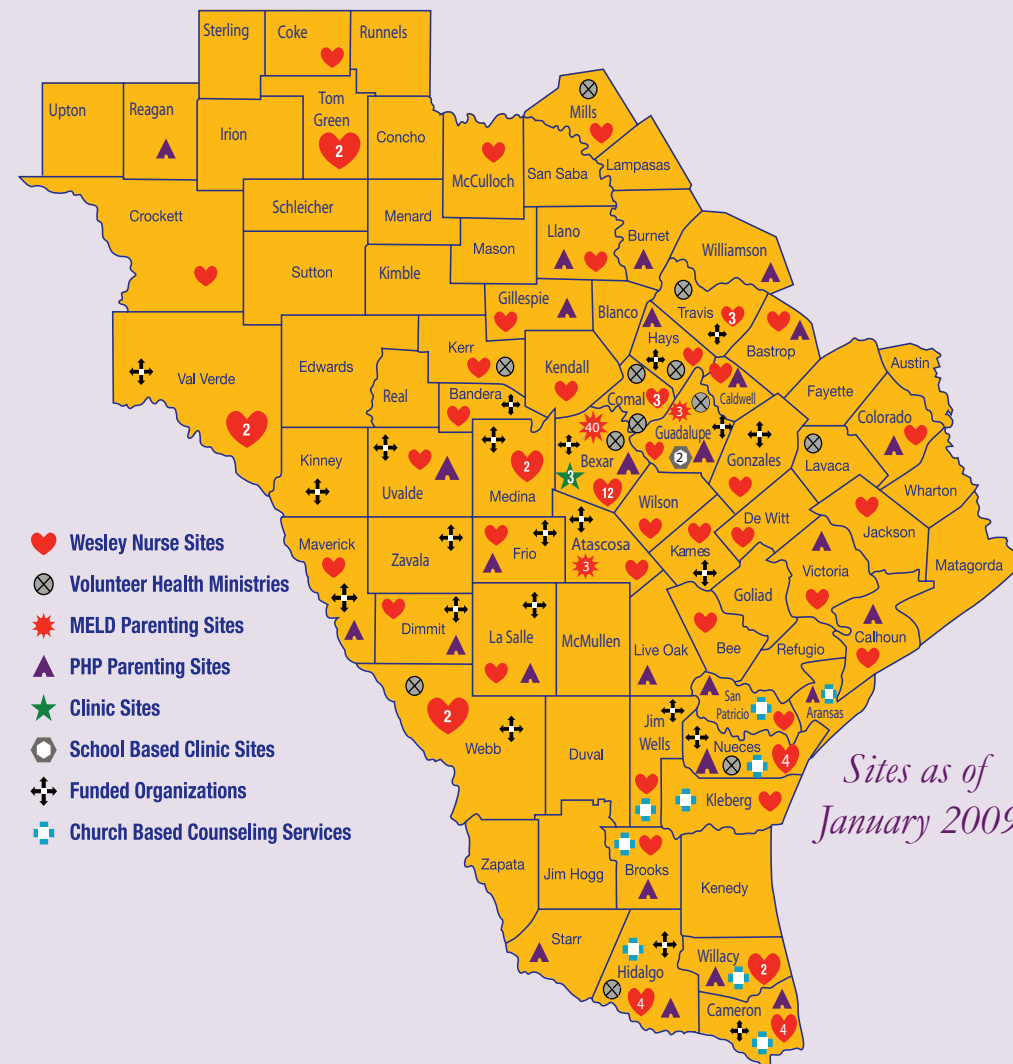 Sterling
Coke
Runnels
Upton
Reagan
Irion
Tom
Green
2
Concho
Mills
McCulloch
San Saba
Lampasas
Crockett
Schleicher
Menard
Mason
Llano
Burnet
Williamson
Sutton
Kimble
Gillespie
Blanco
Travis
3
Hays
Bastrop
Val Verde
2
Edwards
Real
Kerr
Bandera
Kendall
Comal
3
Caldwell
Fayette
Austin
Colorado
Kinney
Uvalde
Medina
2
40
Bexar
3
12
3
Guadalupe
2
Gonzales
Lavaca
Wharton
Maverick
Zavala
Frio
Atascosa
3
Wilson
Karnes
De Witt
Jackson
Matagorda
Victoria
Goliad
Dimmit
La Salle
McMullen
Live Oak
Bee
Refugio
Calhoun
Webb
2
Duval
Jim
Wells
San
Patricio
Aransas
Nueces
4
Kleberg
Zapata
Jim Hogg
Brooks
Kenedy
Starr
Hidalgo
4
Willacy
2
Cameron
4
Wesley Nurse Sites
Volunteer Health Ministries
MELD Parenting Sites
PHP Parenting Sites
Clinic Sites
School Based Clinic Sites
Funded Organizations
Church Based Counseling Services
Sites as of
January 2009